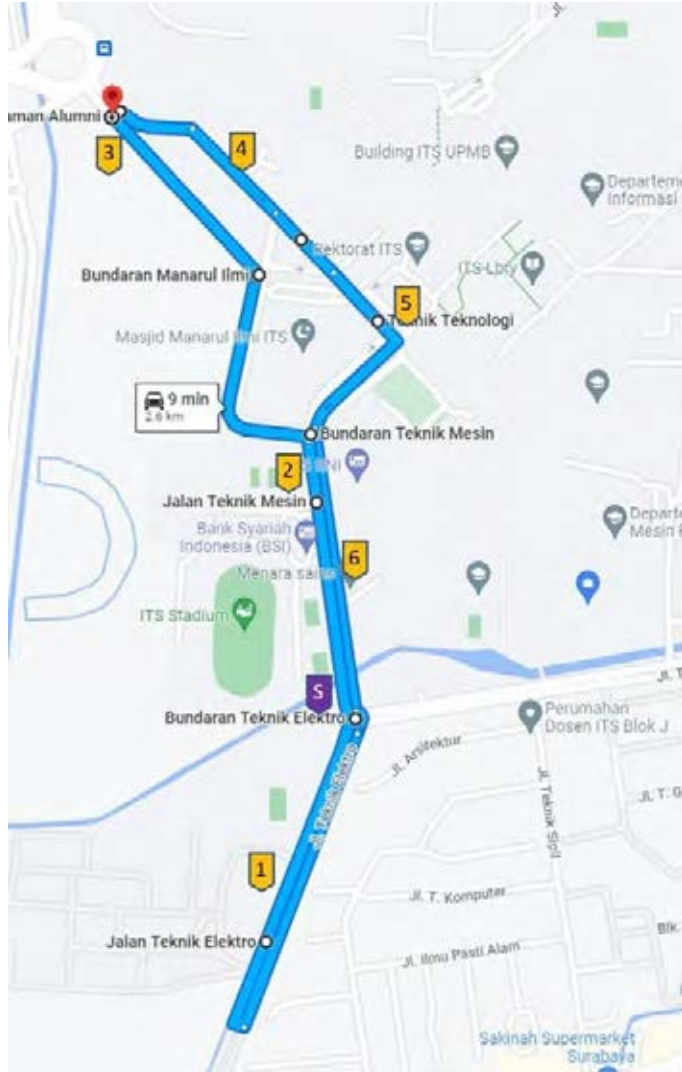 aman Alumni
3
4
Building ITS UPMB
Departeme
Informasi
Rektorat ITS
ITS-Lbry
Bundaran Manarul Ilmi
5
Teknik Teknologi
Masjid Manarul Ilmi ITS
9 min
2.6 km
Bundaran Teknik Mesin
2
BNI
Jalan Teknik Mesin
Bank Syariah
Indonesia (BSI)
Depart
Mesin
6
Menara sains
ITS Stadium
S
Jl. T
Bundaran Teknik Elektro
Perumahan
Dosen ITS Blok J
Jl. Arsitektur
Jl. Teknik Elektro
Jl. Teknik Sipil
Jl. T. G
1
Jl. T. Komputer
Blk.
Jalan Teknik Elektro
Jl. Ilmu Pasti Alam
Sakinah Supermarket
Surabaya